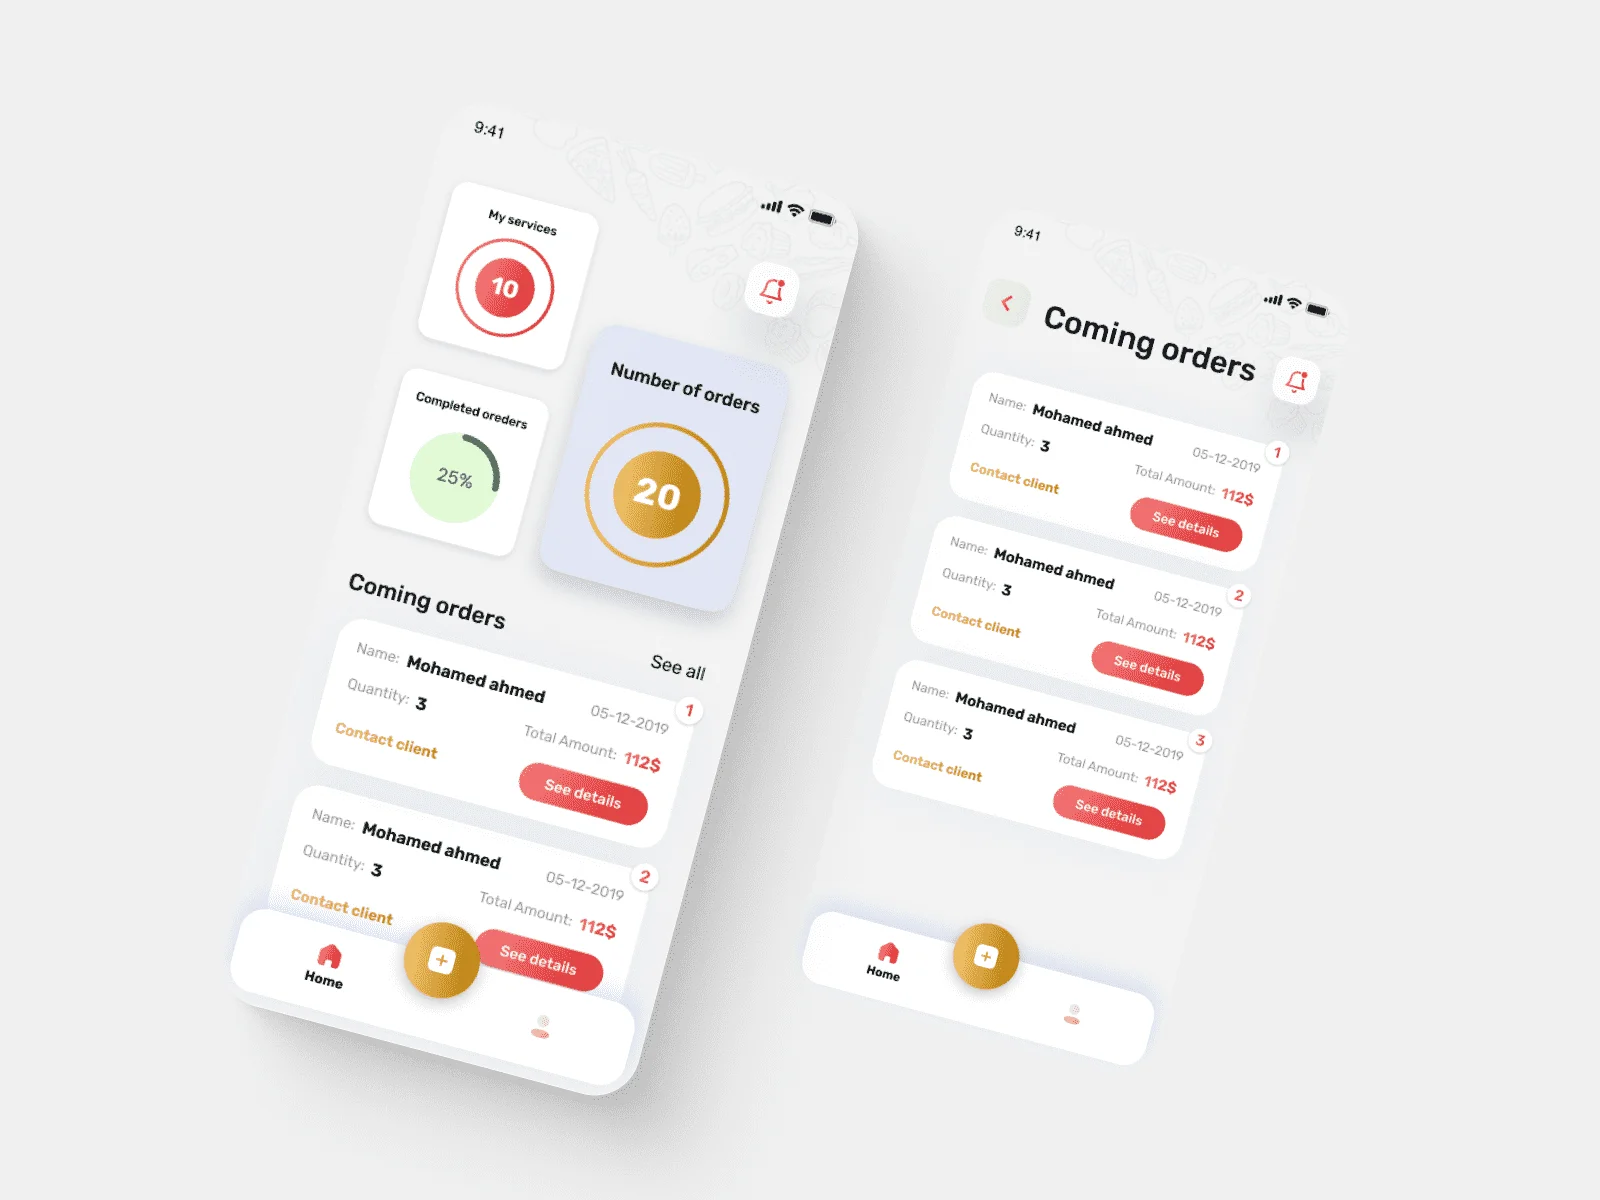 9:41
My services
10
Completed oreders
25%
Number of orders
20
Coming orders
See all
Name: Mohamed ahmed
05-12-2019
1
Quantity: 3
Total Amount: 112$
Contact client
See details
Name: Mohamed ahmed
05-12-2019
2
Quantity: 3
Total Amount: 112$
Contact client
See details
Home
9:41
Coming orders
Name: Mohamed ahmed
05-12-2019
1
Quantity: 3
Total Amount: 112$
Contact client
See details
Name: Mohamed ahmed
05-12-2019
2
Quantity: 3
Total Amount: 112$
Contact client
See details
Name: Mohamed ahmed
05-12-2019
3
Quantity: 3
Total Amount: 112$
Contact client
See details
Home